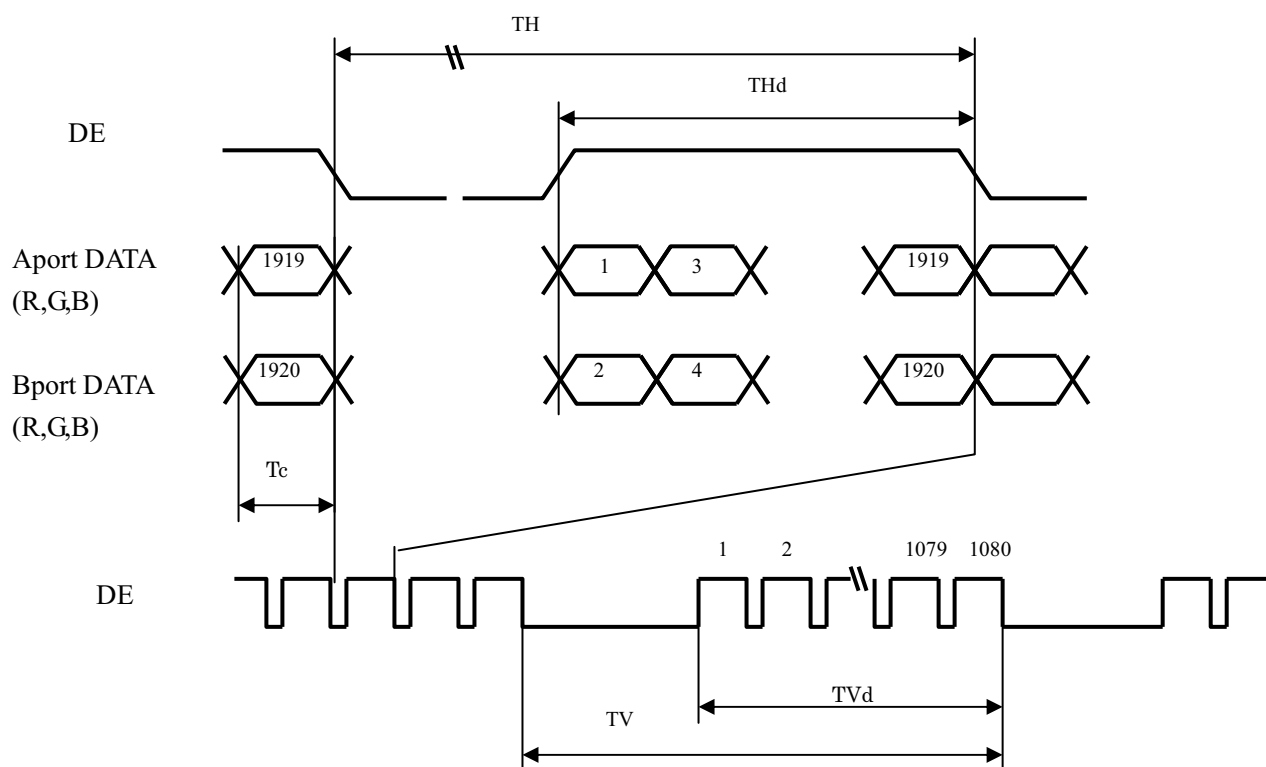 TH
THd
DE
Aport DATA
(R,G,B)
1919
1
3
1919
Bport DATA
(R,G,B)
1920
2
4
1920
Tc
1
2
1079
1080
DE
TVd
TV